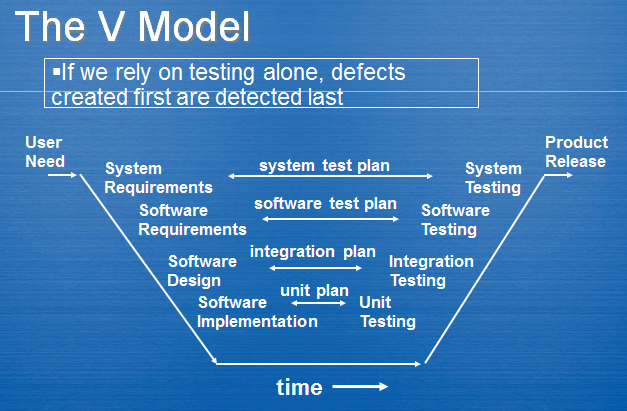 The V Model
▪If we rely on testing alone, defects
created first are detected last
User
Need
Product
Release
System
Requirements
system test plan
System
Testing
Software
Requirements
software test plan
Software
Testing
Software
Design
integration plan
Integration
Testing
Software
Implementation
unit plan
Unit
Testing
time